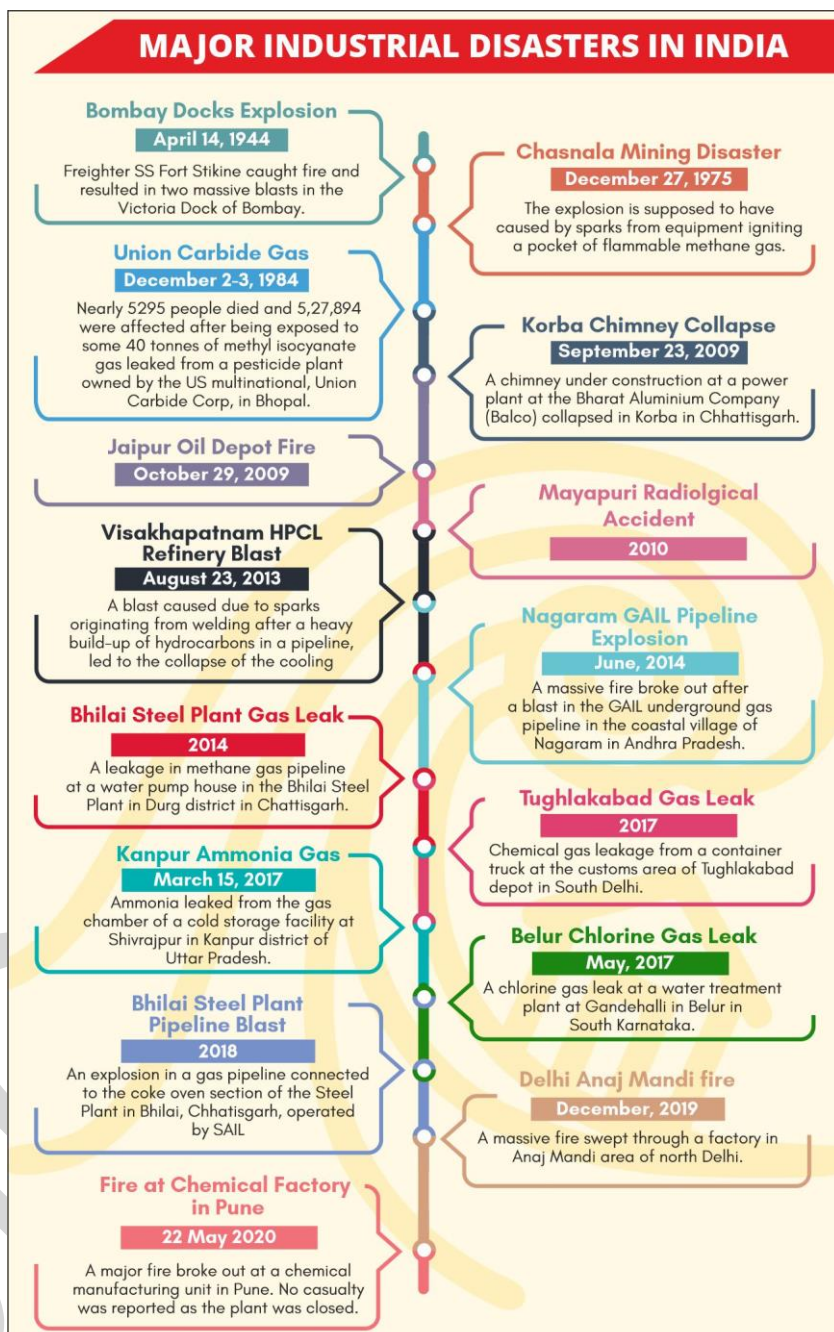 MAJOR INDUSTRIAL DISASTERS IN INDIA
Bombay Docks Explosion
April 14, 1944
Freighter SS Fort Stikine caught fire and
resulted in two massive blasts in the
Victoria Dock of Bombay.
Chasnala Mining Disaster
December 27, 1975
The explosion is supposed to have
caused by sparks from equipment igniting
a pocket of flammable methane gas.
Union Carbide Gas
December 2-3, 1984
Nearly 5295 people died and 5,27,894
were affected after being exposed to
some 40 tonnes of methyl isocyanate
gas leaked from a pesticide plant
owned by the US multinational, Union
Carbide Corp, in Bhopal.
Korba Chimney Collapse
September 23, 2009
A chimney under construction at a power
plant at the Bharat Aluminium Company
(Balco) collapsed in Korba in Chhattisgarh.
Jaipur Oil Depot Fire
October 29, 2009
Mayapuri Radiolgical
Accident
2010
Visakhapatnam HPCL
Refinery Blast
August 23, 2013
A blast caused due to sparks
originating from welding after a heavy
build-up of hydrocarbons in a pipeline,
led to the collapse of the cooling
Nagaram GAIL Pipeline
Explosion
June, 2014
A massive fire broke out after
a blast in the GAIL underground gas
pipeline in the coastal village of
Nagaram in Andhra Pradesh.
Bhilai Steel Plant Gas Leak
2014
A leakage in methane gas pipeline
at a water pump house in the Bhilai Steel
Plant in Durg district in Chattisgarh.
Tughlakabad Gas Leak
2017
Chemical gas leakage from a container
truck at the customs area of Tughlakabad
depot in South Delhi.
Kanpur Ammonia Gas
March 15, 2017
Ammonia leaked from the gas
chamber of a cold storage facility at
Shivrajpur in Kanpur district of
Uttar Pradesh.
Belur Chlorine Gas Leak
May, 2017
A chlorine gas leak at a water treatment
plant at Gandehalli in Belur in
South Karnataka.
Bhilai Steel Plant
Pipeline Blast
2018
An explosion in a gas pipeline connected
to the coke oven section of the Steel
Plant in Bhilai, Chhatisgarh, operated
by SAIL
Delhi Anaj Mandi fire
December, 2019
A massive fire swept through a factory in
Anaj Mandi area of north Delhi.
Fire at Chemical Factory
in Pune
22 May 2020
A major fire broke out at a chemical
manufacturing unit in Pune. No casualty
was reported as the plant was closed.